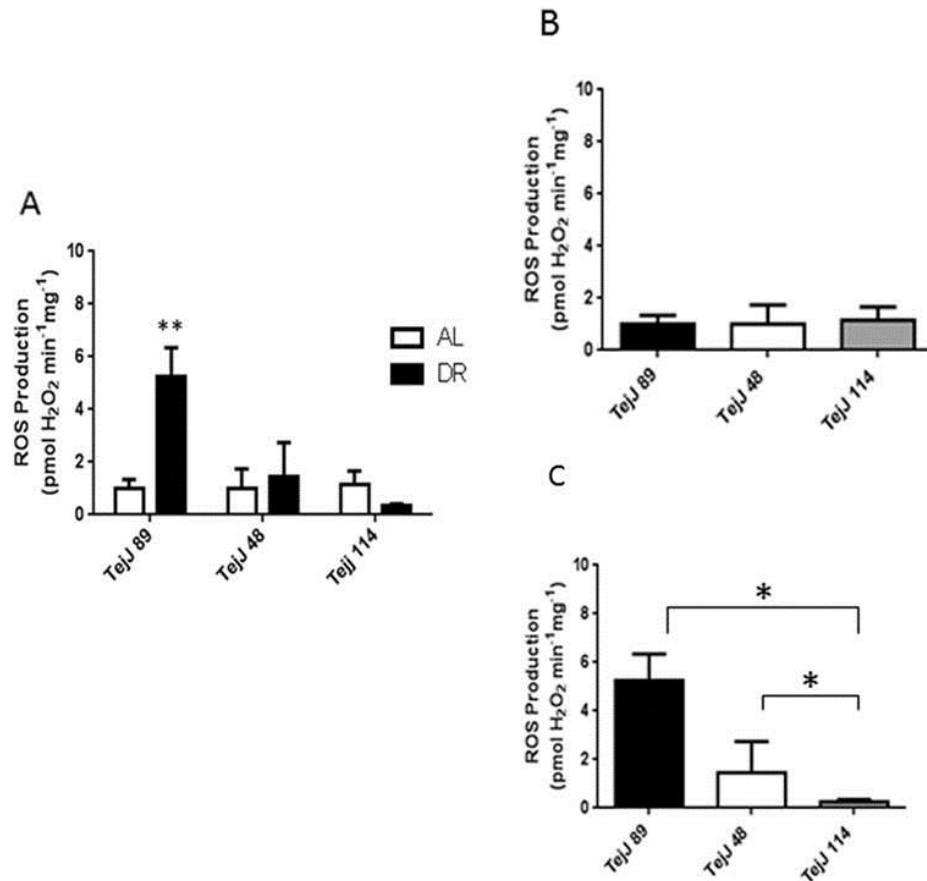 A
ROS Production
(pmol H₂O₂ min⁻¹mg⁻¹)
10
8
6
4
2
0
**
AL
DR
TejJ 89
TejJ 48
Tejj 114
B
ROS Production
(pmol H₂O₂ min⁻¹mg⁻¹)
10
8
6
4
2
0
TejJ 89
TejJ 48
TejJ 114
C
ROS Production
(pmol H₂O₂ min⁻¹mg⁻¹)
10
8
6
4
2
0
*
*
TejJ 89
TejJ 48
TejJ 114